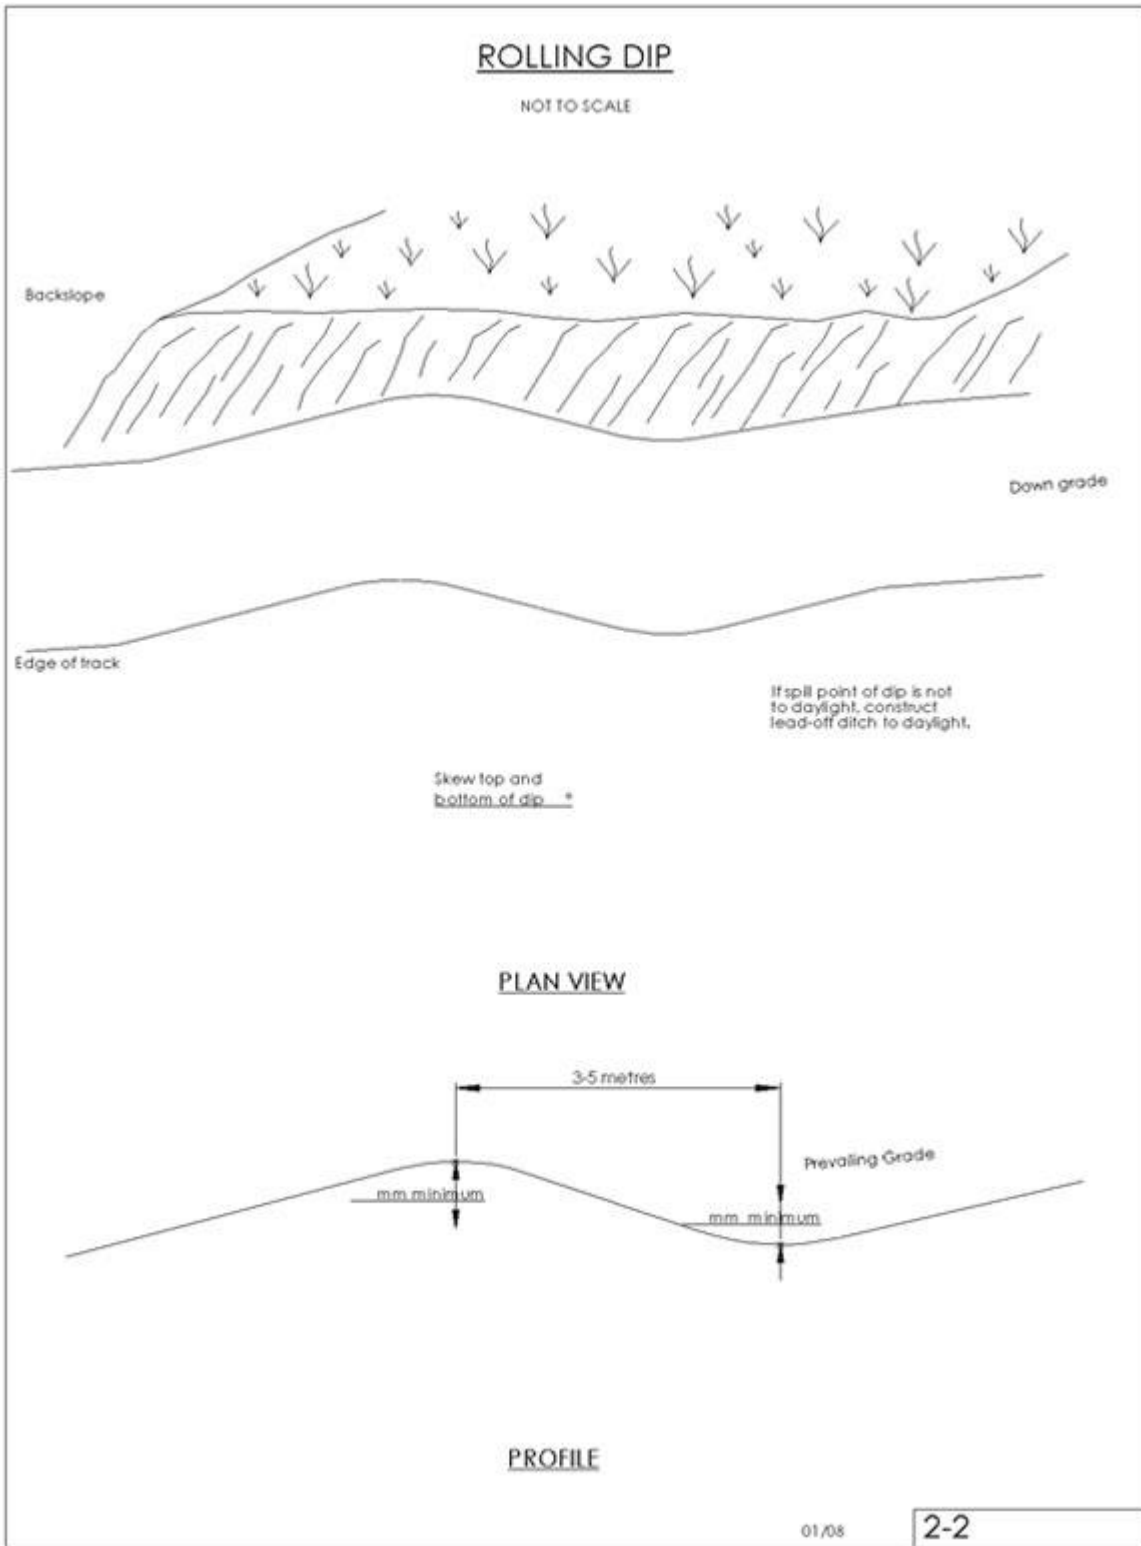 ROLLING DIP
NOT TO SCALE
Backslope
Down grade
Edge of track
If spill point of dip is not
to daylight, construct
lead-off ditch to daylight.
Skew top and
bottom of dip °
PLAN VIEW
3-5 metres
Prevailing Grade
mm minimum
mm minimum
PROFILE
01/08
2-2